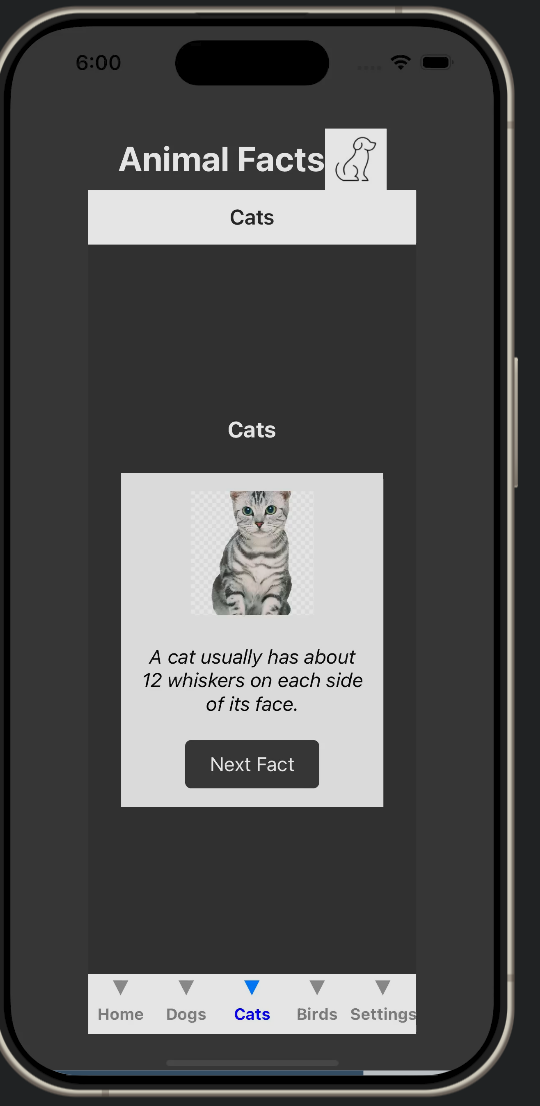 6:00
Animal Facts
Cats
Cats
A cat usually has about
12 whiskers on each side
of its face.
Next Fact
Home Dogs Cats Birds Settings